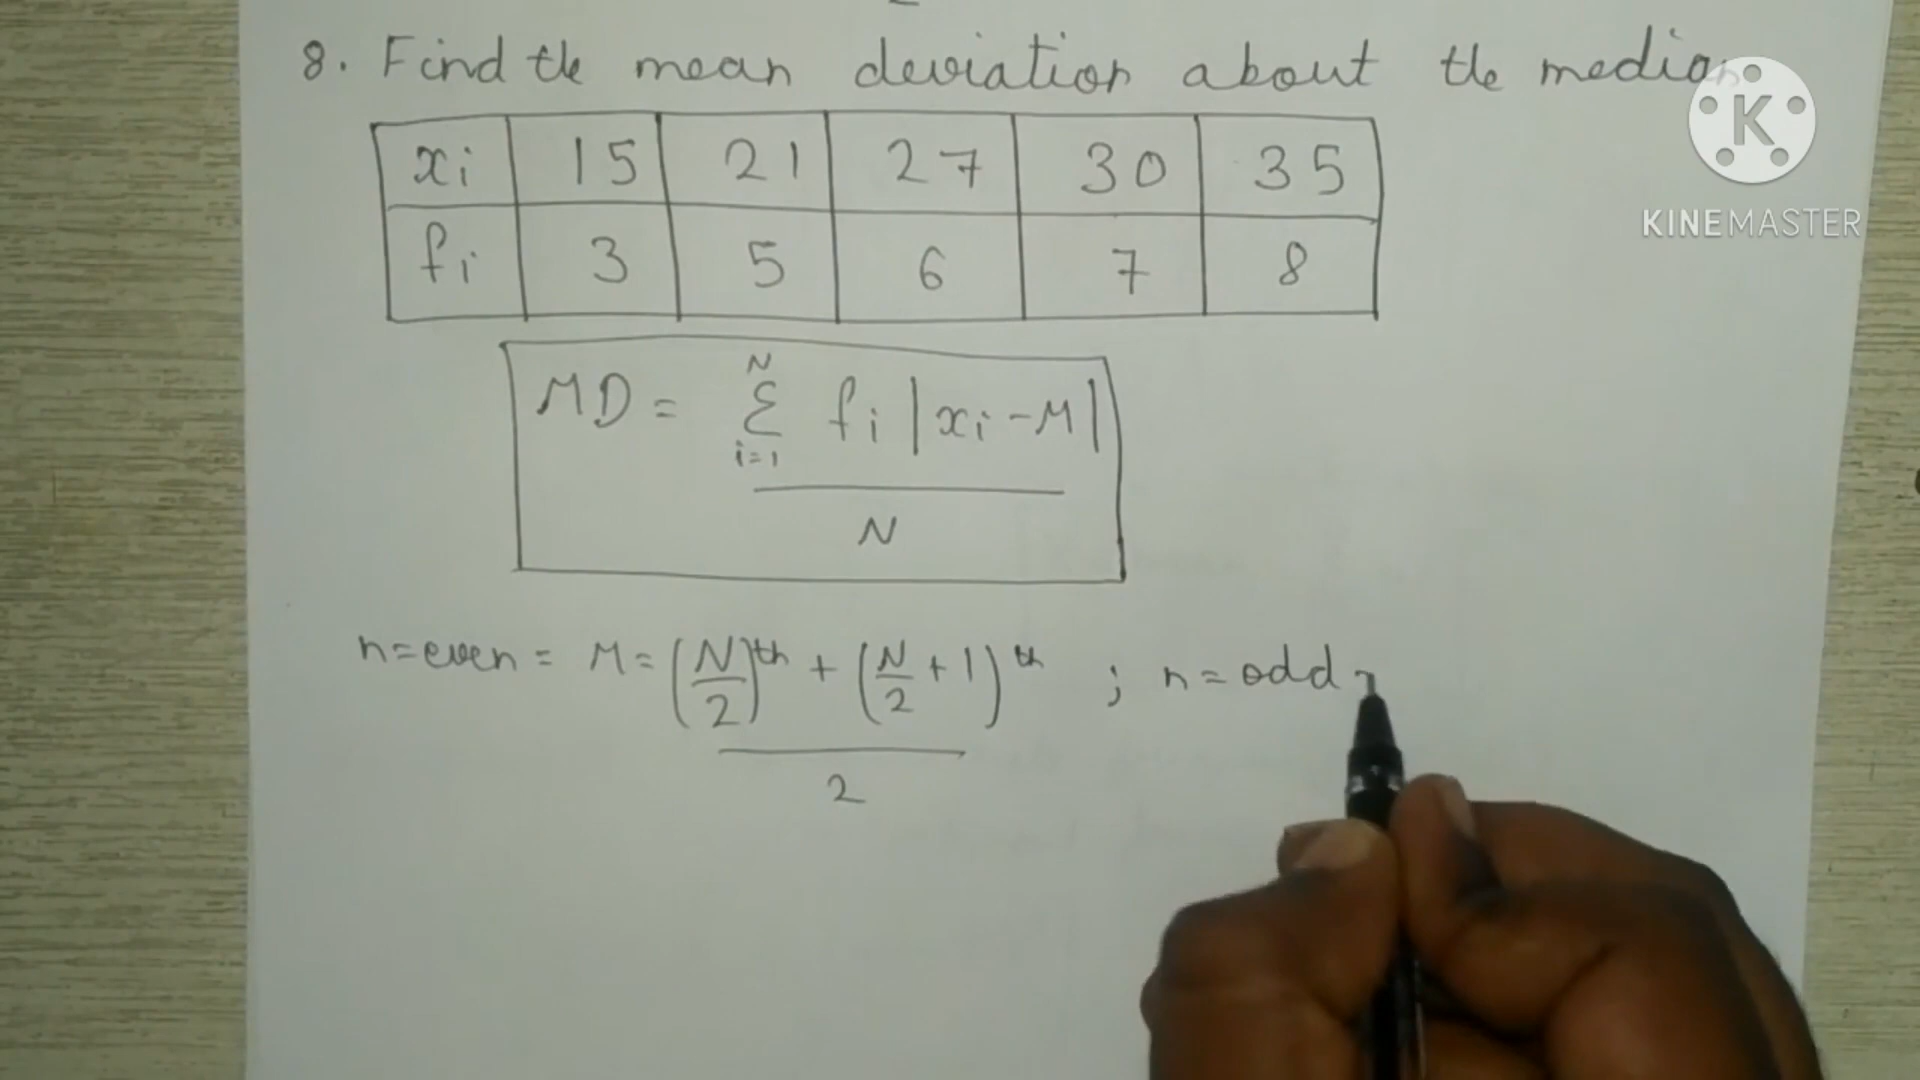 8. Find the mean deviation about the median
xi 15 21 27 30 35
fi 3 5 6 7 8
K
KINEMASTER
MD = N Σ i=1 fi |xi - M|
N
n=even = M = (N/2)th + (N/2 + 1)th ; n = odd =
2